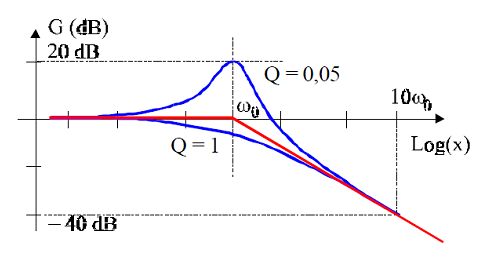 G (dB)
20 dB
Q = 0,05
ω₀
10ω₀
Log(x)
Q = 1
− 40 dB